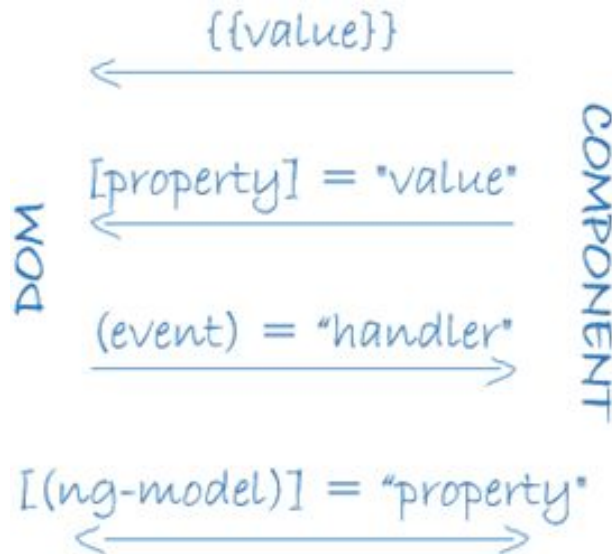 {{value}}
[property] = "value"
DOM
COMPONENT
(event) = "handler"
[(ng-model)] = "property"